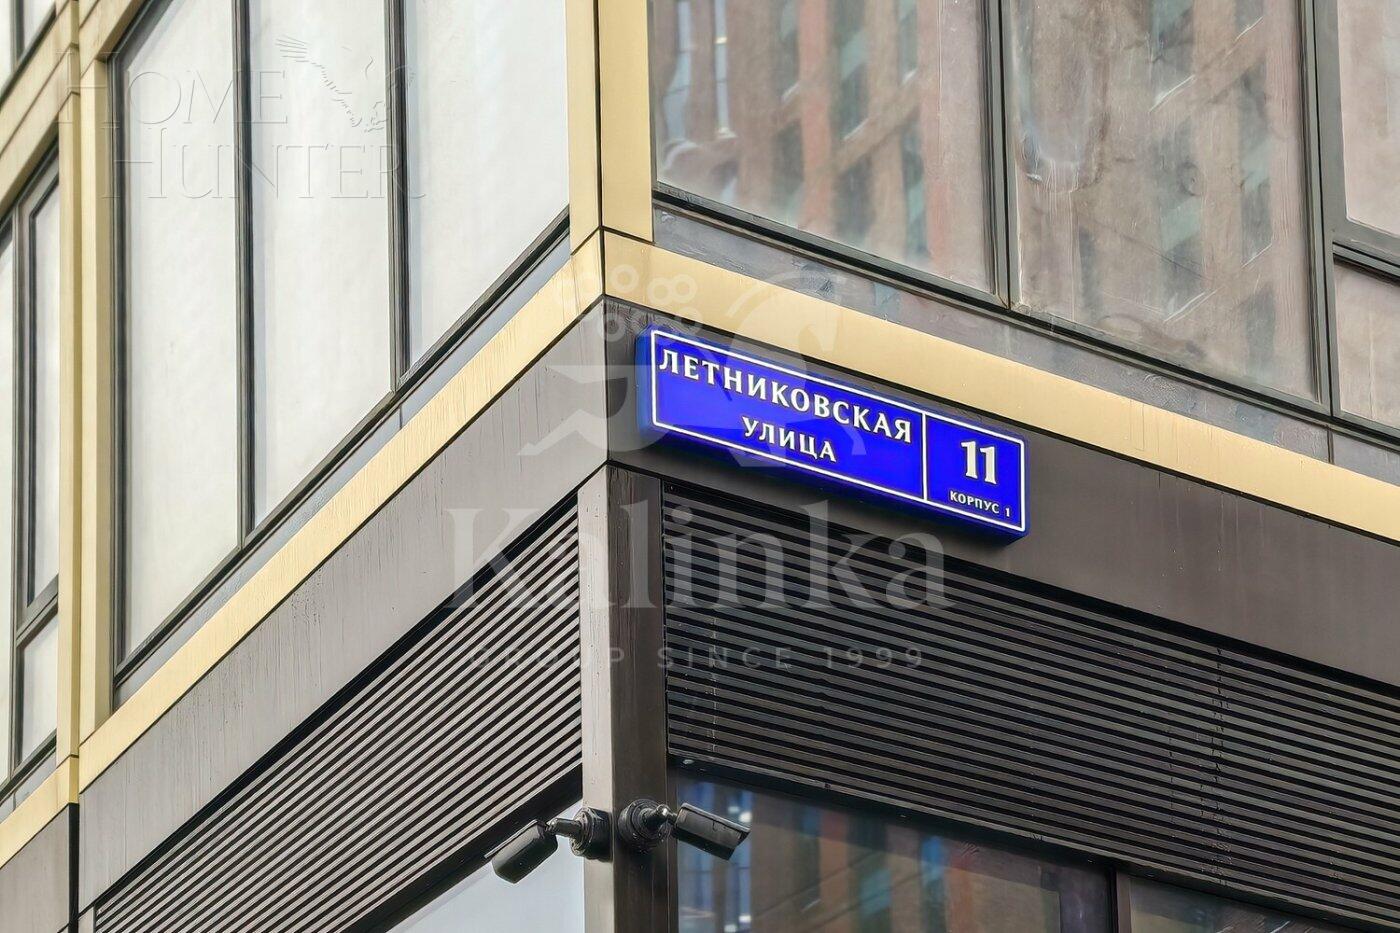 HOME
HUNTER
ЛЕТНИКОВСКАЯ
УЛИЦА
11
КОРПУС 1
Kalinka
GROUP SINCE 1999